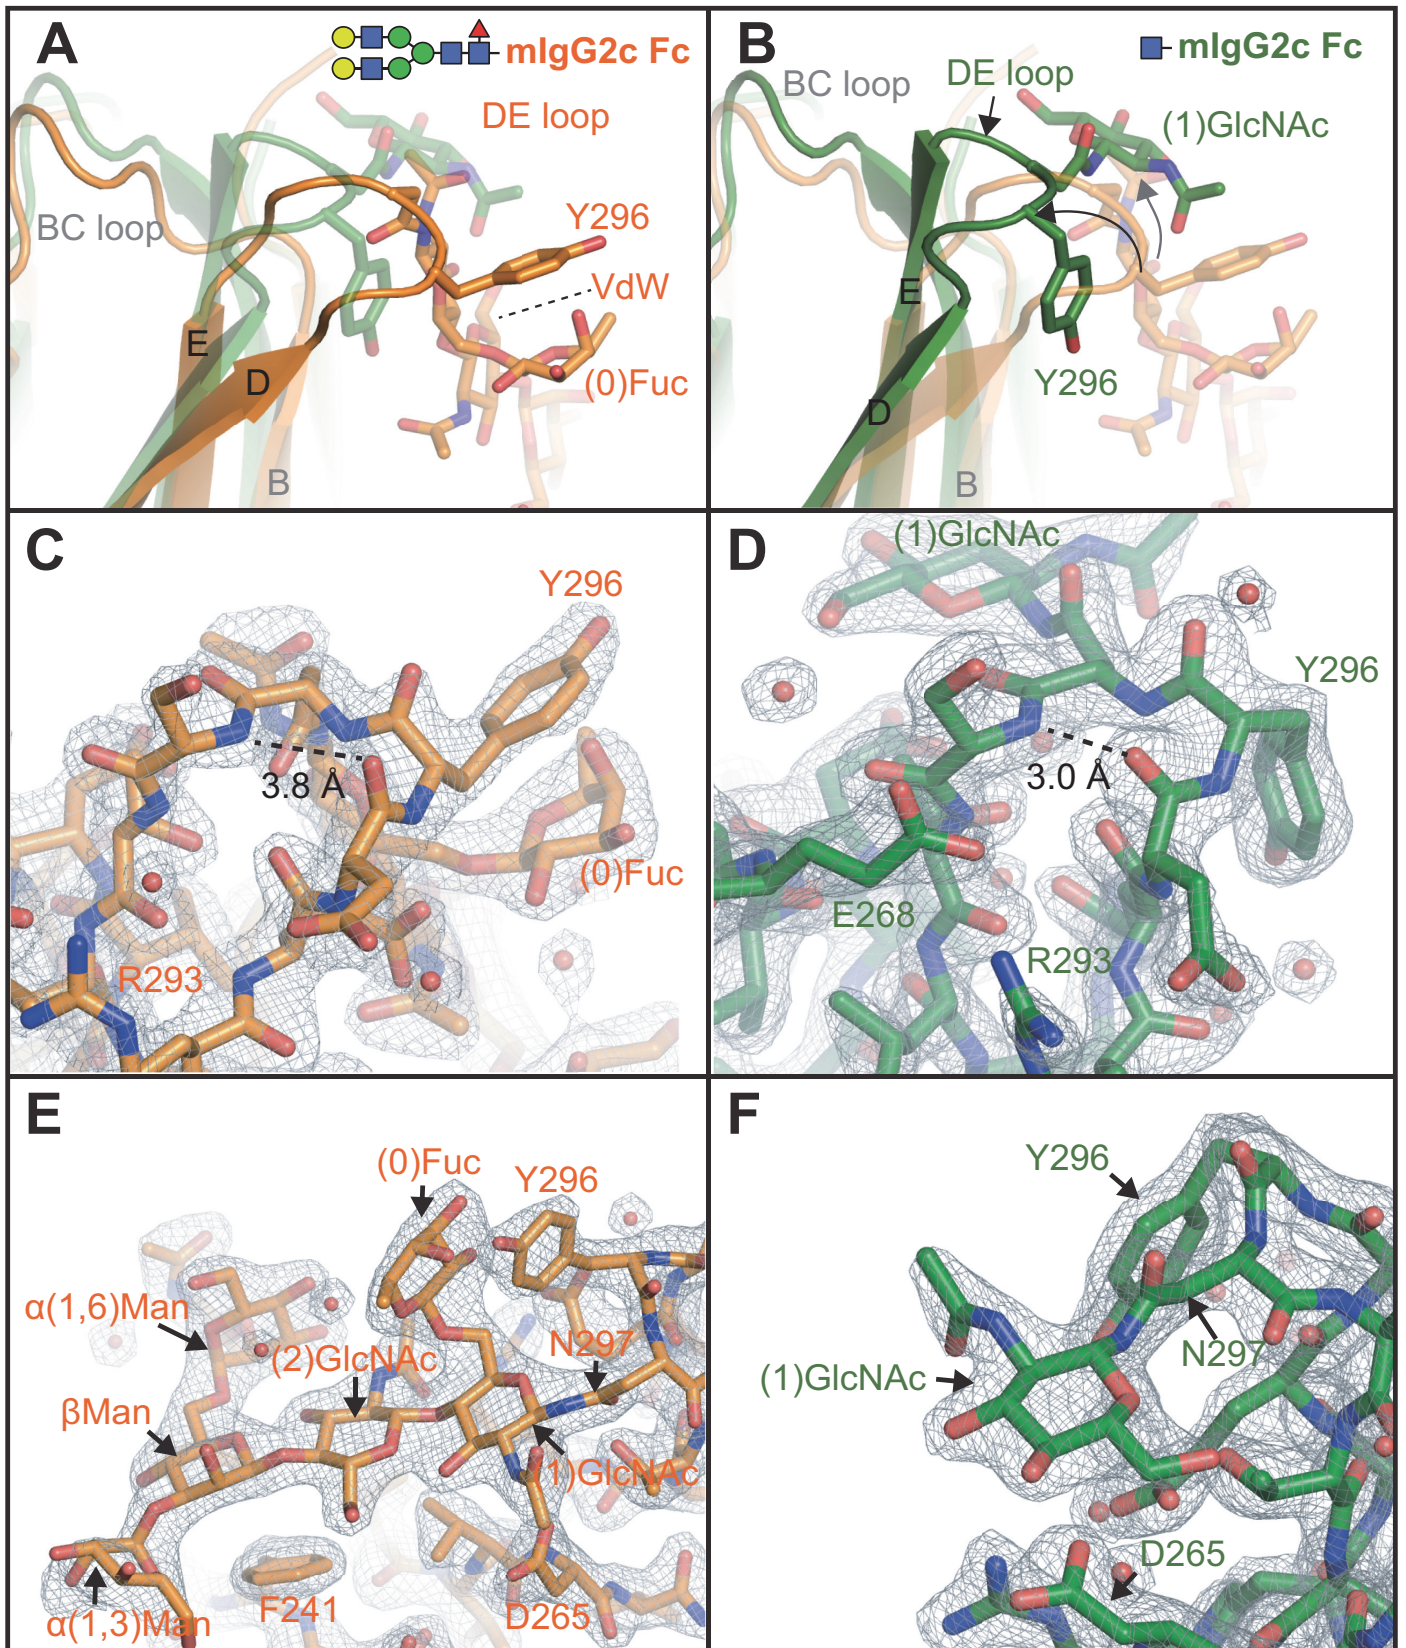 A
mIgG2c Fc
DE loop
BC loop
Y296
VdW
(0)Fuc
E
D
B
B
mIgG2c Fc
DE loop
BC loop
(1)GlcNAc
E
Y296
D
B
C
Y296
3.8 Å
(0)Fuc
R293
D
(1)GlcNAc
Y296
3.0 Å
E268
R293
E
(0)Fuc
Y296
α(1,6)Man
(2)GlcNAc
N297
βMan
(1)GlcNAc
F241
D265
α(1,3)Man
F
Y296
N297
(1)GlcNAc
D265